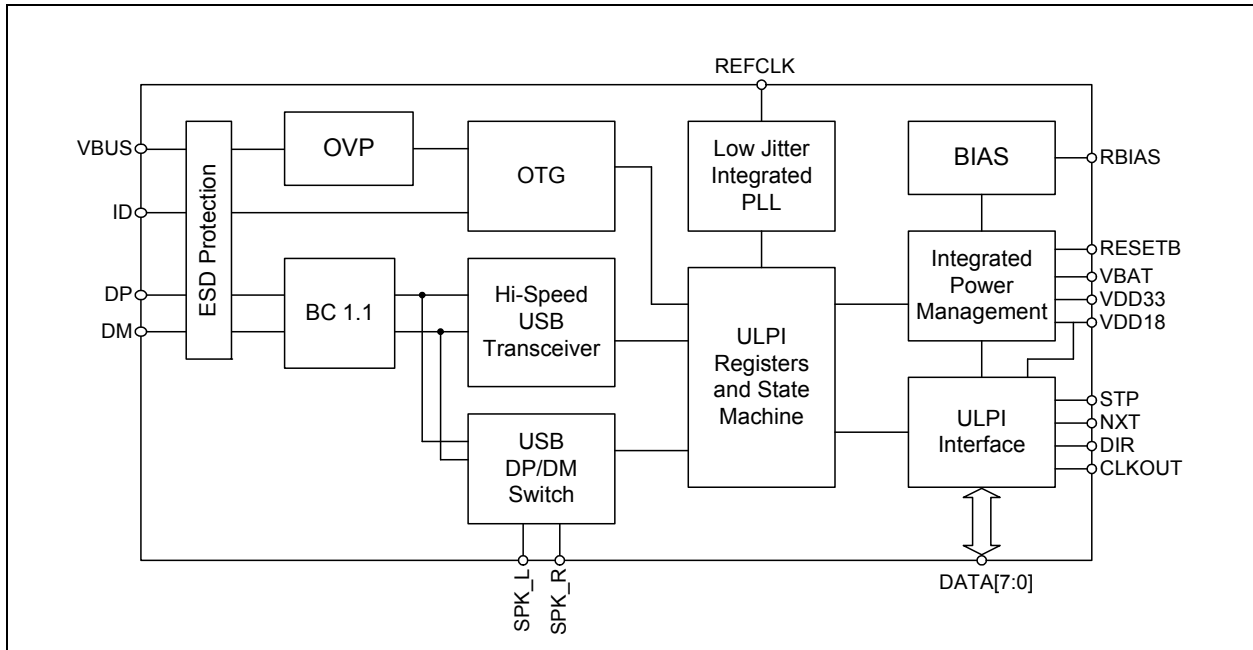 REFCLK
VBUS
ID
DP
DM
ESD Protection
OVP
OTG
BC 1.1
Hi-Speed
USB
Transceiver
USB
DP/DM
Switch
SPK_L
SPK_R
Low Jitter
Integrated
PLL
ULPI
Registers
and State
Machine
BIAS
Integrated
Power
Management
ULPI
Interface
RBIAS
RESETB
VBAT
VDD33
VDD18
STP
NXT
DIR
CLKOUT
DATA[7:0]